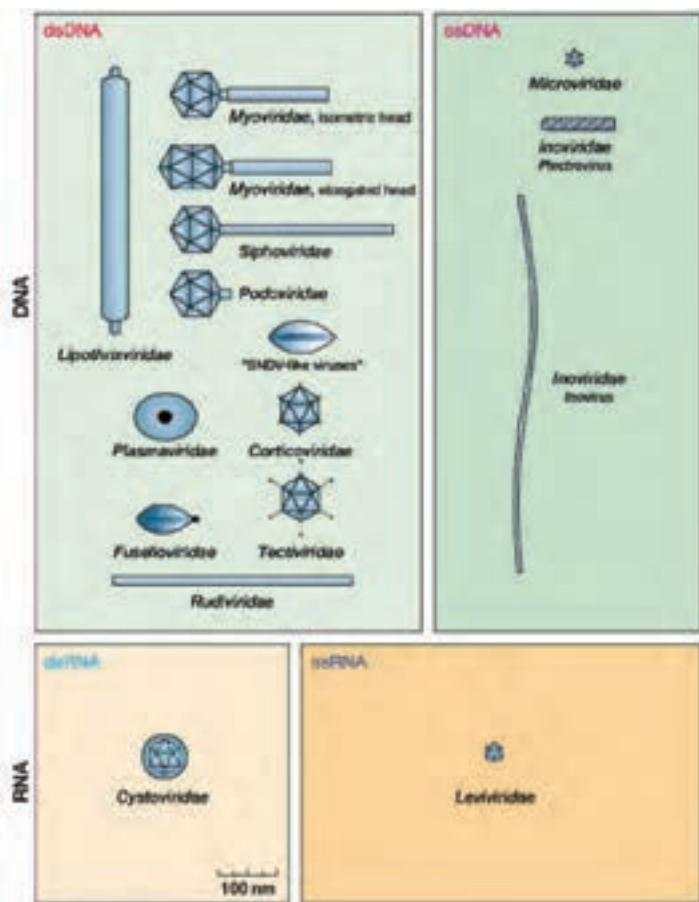 dsDNA
Lipothrixviridae
Myoviridae, isometric head
Myoviridae, elongated head
Siphoviridae
Podoviridae
"SNDV-like viruses"
Plasmaviridae
Corticoviridae
Fuselloviridae
Tectiviridae
Rudiviridae
ssDNA
Microviridae
Inoviridae
Plectrovirus
Inoviridae
Inovirus
DNA
dsRNA
Cystoviridae
100 nm
ssRNA
Leviviridae
RNA